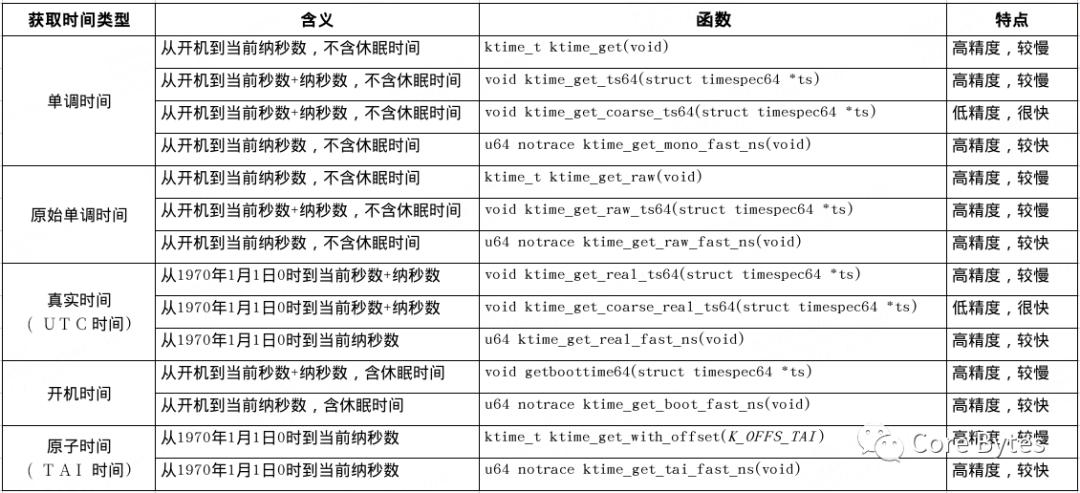 获取时间类型 含义 函数 特点
从开机到当前纳秒数，不含休眠时间 ktime_t ktime_get(void) 高精度，较慢
从开机到当前秒数+纳秒数，不含休眠时间 void ktime_get_ts64(struct timespec64 *ts) 高精度，较慢
单调时间
从开机到当前秒数+纳秒数，不含休眠时间 void ktime_get_coarse_ts64(struct timespec64 *ts) 低精度，很快
从开机到当前纳秒数，不含休眠时间 u64 notrace ktime_get_mono_fast_ns(void) 高精度，较快
从开机到当前纳秒数，不含休眠时间 ktime_t ktime_get_raw(void) 高精度，较慢
原始单调时间 从开机到当前秒数+纳秒数，不含休眠时间 void ktime_get_raw_ts64(struct timespec64 *ts) 高精度，较慢
从开机到当前纳秒数，不含休眠时间 u64 notrace ktime_get_raw_fast_ns(void) 高精度，较快
从1970年1月1日0时到当前秒数+纳秒数 void ktime_get_real_ts64(struct timespec64 *ts) 高精度，较慢
真实时间
（UTC时间） 从1970年1月1日0时到当前秒数+纳秒数 void ktime_get_coarse_real_ts64(struct timespec64 *ts) 低精度，很快
从1970年1月1日0时到当前纳秒数 u64 ktime_get_real_fast_ns(void) 高精度，较快
开机时间 从开机到当前秒数+纳秒数，含休眠时间 void getboottime64(struct timespec64 *ts) 高精度，较慢
从开机到当前纳秒数，含休眠时间 u64 notrace ktime_get_boot_fast_ns(void) 高精度，较快
原子时间
（TAI时间） 从1970年1月1日0时到当前纳秒数 ktime_t ktime_get_with_offset(K_OFFS_TAI) 高精度，较慢
从1970年1月1日0时到当前纳秒数 u64 notrace ktime_get_tai_fast_ns(void) 高精度，较快
Core Bytes